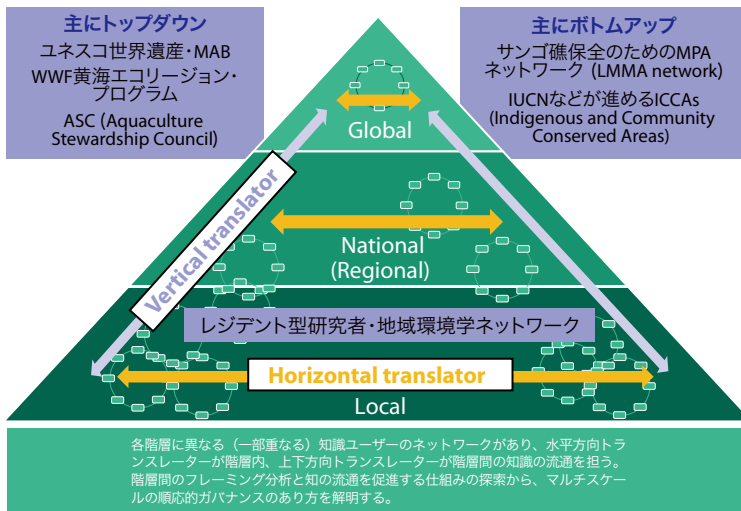 主にトップダウン
ユネスコ世界遺産・MAB
WWF黄海エコリージョン・
プログラム
ASC (Aquaculture
Stewardship Council)
主にボトムアップ
サンゴ礁保全のためのMPA
ネットワーク (LMMA network)
IUCNなどが進めるICCAs
(Indigenous and Community
Conserved Areas)
Global
Vertical translator
National
(Regional)
レジデント型研究者・地域環境学ネットワーク
Horizontal translator
Local
各階層に異なる（一部重なる）知識ユーザーのネットワークがあり、水平方向トラ
ンスレーターが階層内、上下方向トランスレーターが階層間の知識の流通を担う。
階層間のフレーミング分析と知の流通を促進する仕組みの探索から、マルチスケー
ルの順応的ガバナンスのあり方を解明する。